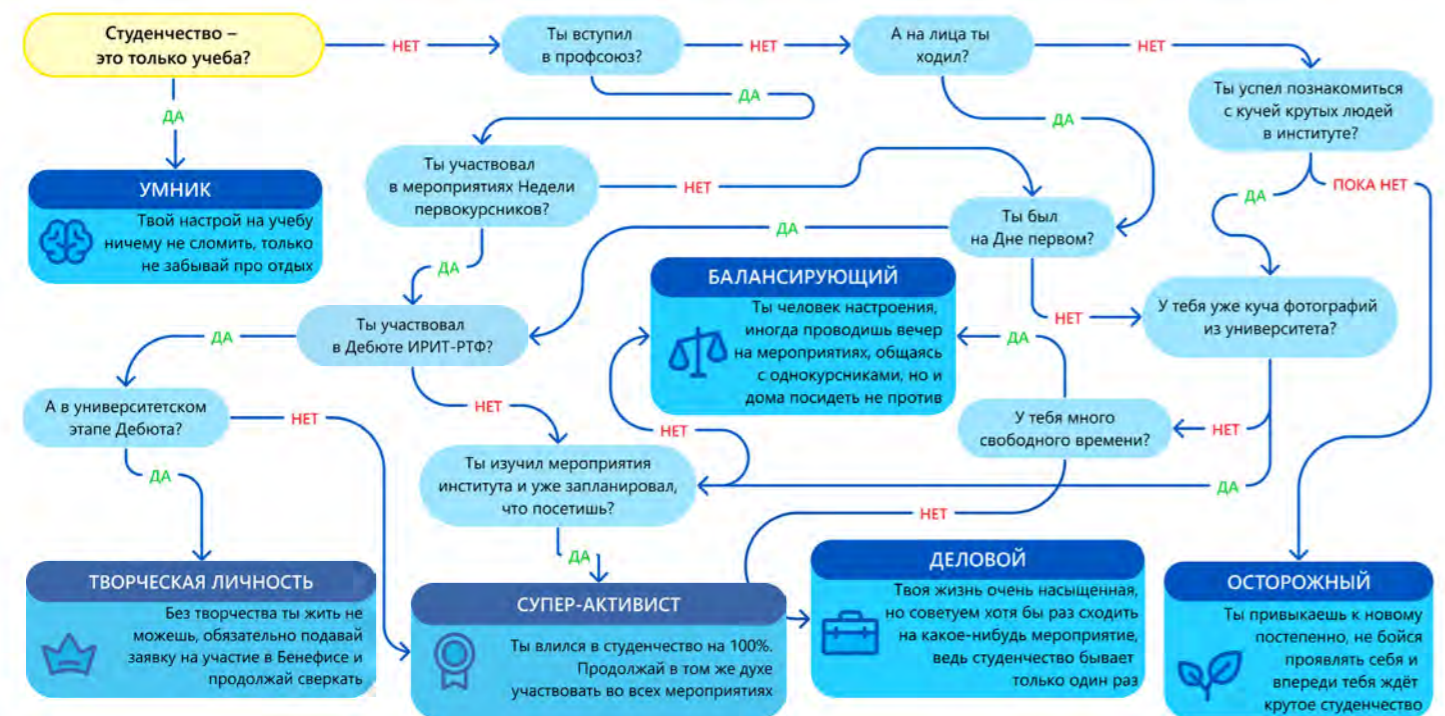 Студенчество –
это только учеба?
НЕТ
Ты вступил
в профсоюз?
НЕТ
А на лица ты
ходил?
НЕТ
Ты успел познакомиться
с кучей крутых людей
в институте?
ДА
ДА
ДА
УМНИК
Твой настрой на учебу
ничему не сломить, только
не забывай про отдых
Ты участвовал
в мероприятиях Недели
первокурсников?
НЕТ
Ты был
на Дне первом?
ДА
ПОКА НЕТ
ДА
ДА
БАЛАНСИРУЮЩИЙ
Ты человек настроения,
иногда проводишь вечер
на мероприятиях, общаясь
с однокурсниками, но и
дома посидеть не против
НЕТ
У тебя уже куча фотографий
из университета?
Ты участвовал
в Дебюте ИРИТ-РТФ?
ДА
ДА
А в университетском
этапе Дебюта?
НЕТ
НЕТ
НЕТ
У тебя много
свободного времени?
НЕТ
ДА
Ты изучил мероприятия
института и уже запланировал,
что посетишь?
ДА
НЕТ
ДА
ТВОРЧЕСКАЯ ЛИЧНОСТЬ
Без творчества ты жить не
можешь, обязательно подавай
заявку на участие в Бенефисе и
продолжай сверкать
СУПЕР-АКТИВИСТ
Ты влился в студенчество на 100%.
Продолжай в том же духе
участвовать во всех мероприятиях
ДЕЛОВОЙ
Твоя жизнь очень насыщенная,
но советуем хотя бы раз сходить
на какое-нибудь мероприятие,
ведь студенчество бывает
только один раз
ОСТОРОЖНЫЙ
Ты привыкаешь к новому
постепенно, не бойся
проявлять себя и
впереди тебя ждёт
крутое студенчество